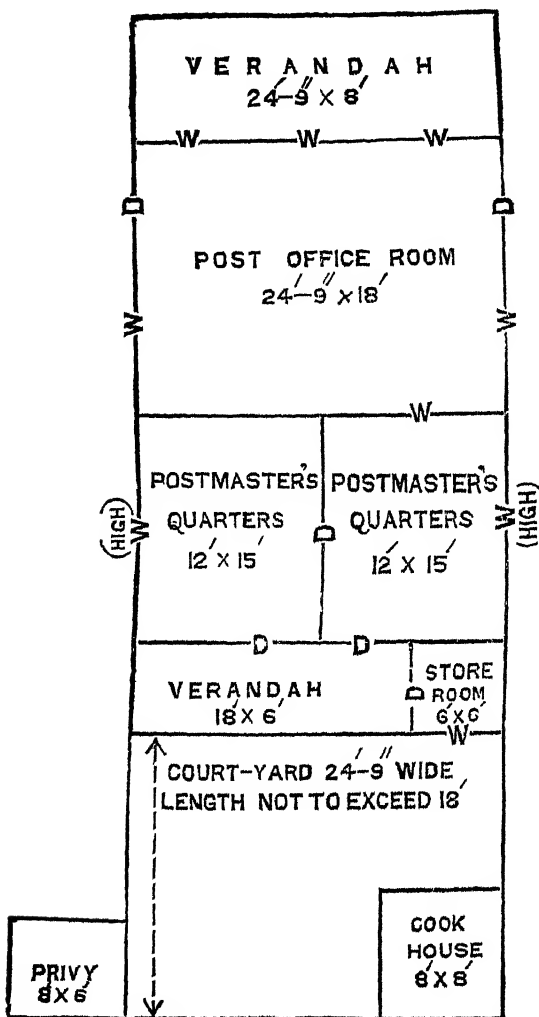 VERANDAH
24'-9" X 8'
W W W
D D
POST OFFICE ROOM
24'-9" X 18'
W W
W
POSTMASTER'S
QUARTERS
12' X 15'
POSTMASTER'S
QUARTERS
12' X 15'
(HIGH)
W
D
W
(HIGH)
D D
VERANDAH
18' X 6'
D
STORE
ROOM
6' X 6'
W
COURT-YARD 24'-9" WIDE
LENGTH NOT TO EXCEED 18'
PRIVY
8' X 6'
COOK
HOUSE
8' X 8'